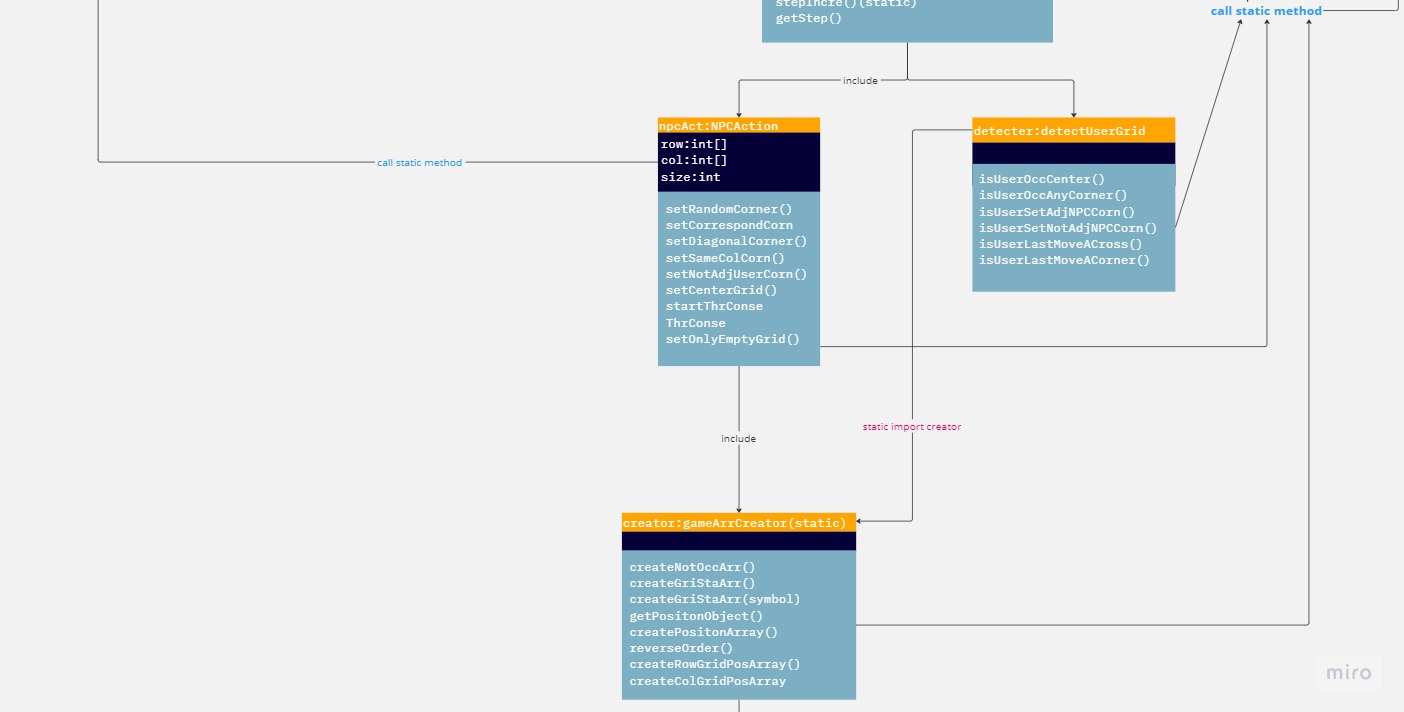 stepIncre()(static)
getStep()
call static method
include
npcAct:NPCAction
row:int[]
col:int[]
size:int
setRandomCorner()
setCorrespondCorn
setDiagonalCorner()
setSameColCorn()
setNotAdjUserCorn()
setCenterGrid()
startThrConse
ThrConse
setOnlyEmptyGrid()
detecter:detectUserGrid
isUserOccCenter()
isUserOccAnyCorner()
isUserSetAdjNPCCorn()
isUserSetNotAdjNPCCorn()
isUserLastMoveACross()
isUserLastMoveACorner()
call static method
static import creator
include
creator:gameArrCreator(static)
createNotOccArr()
createGriStaArr()
createGriStaArr(symbol)
getPositonObject()
createPositonArray()
reverseOrder()
createRowGridPosArray()
createColGridPosArray
miro